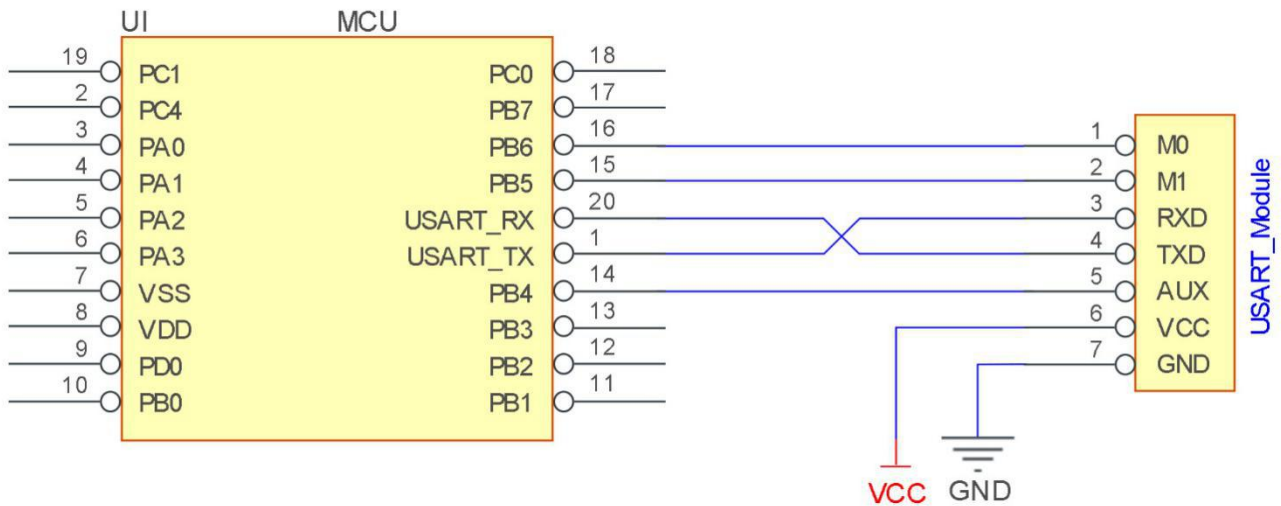 UI MCU
19 PC1 PC0 18
2 PC4 PB7 17
3 PA0 PB6 16 1 M0
4 PA1 PB5 15 2 M1
5 PA2 USART_RX 20 3 RXD
6 PA3 USART_TX 1 4 TXD
7 VSS PB4 14 5 AUX
8 VDD PB3 13 6 VCC
9 PD0 PB2 12 7 GND
10 PB0 PB1 11
USART_Module
VCC GND